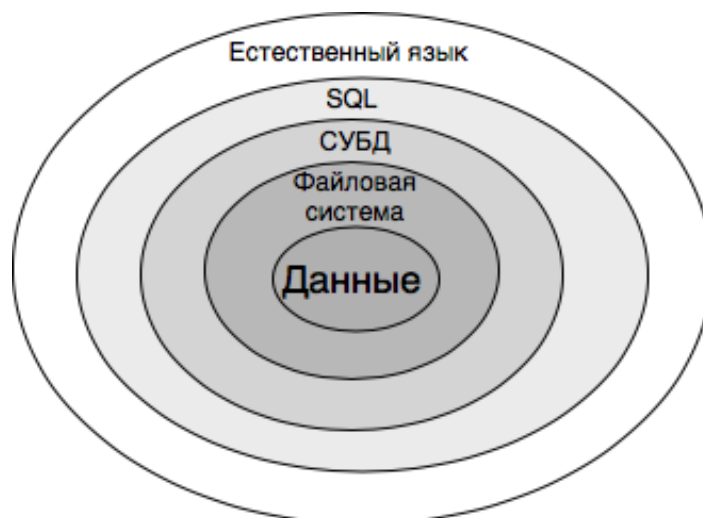 Естественный язык
SQL
СУБД
Файловая
система
Данные